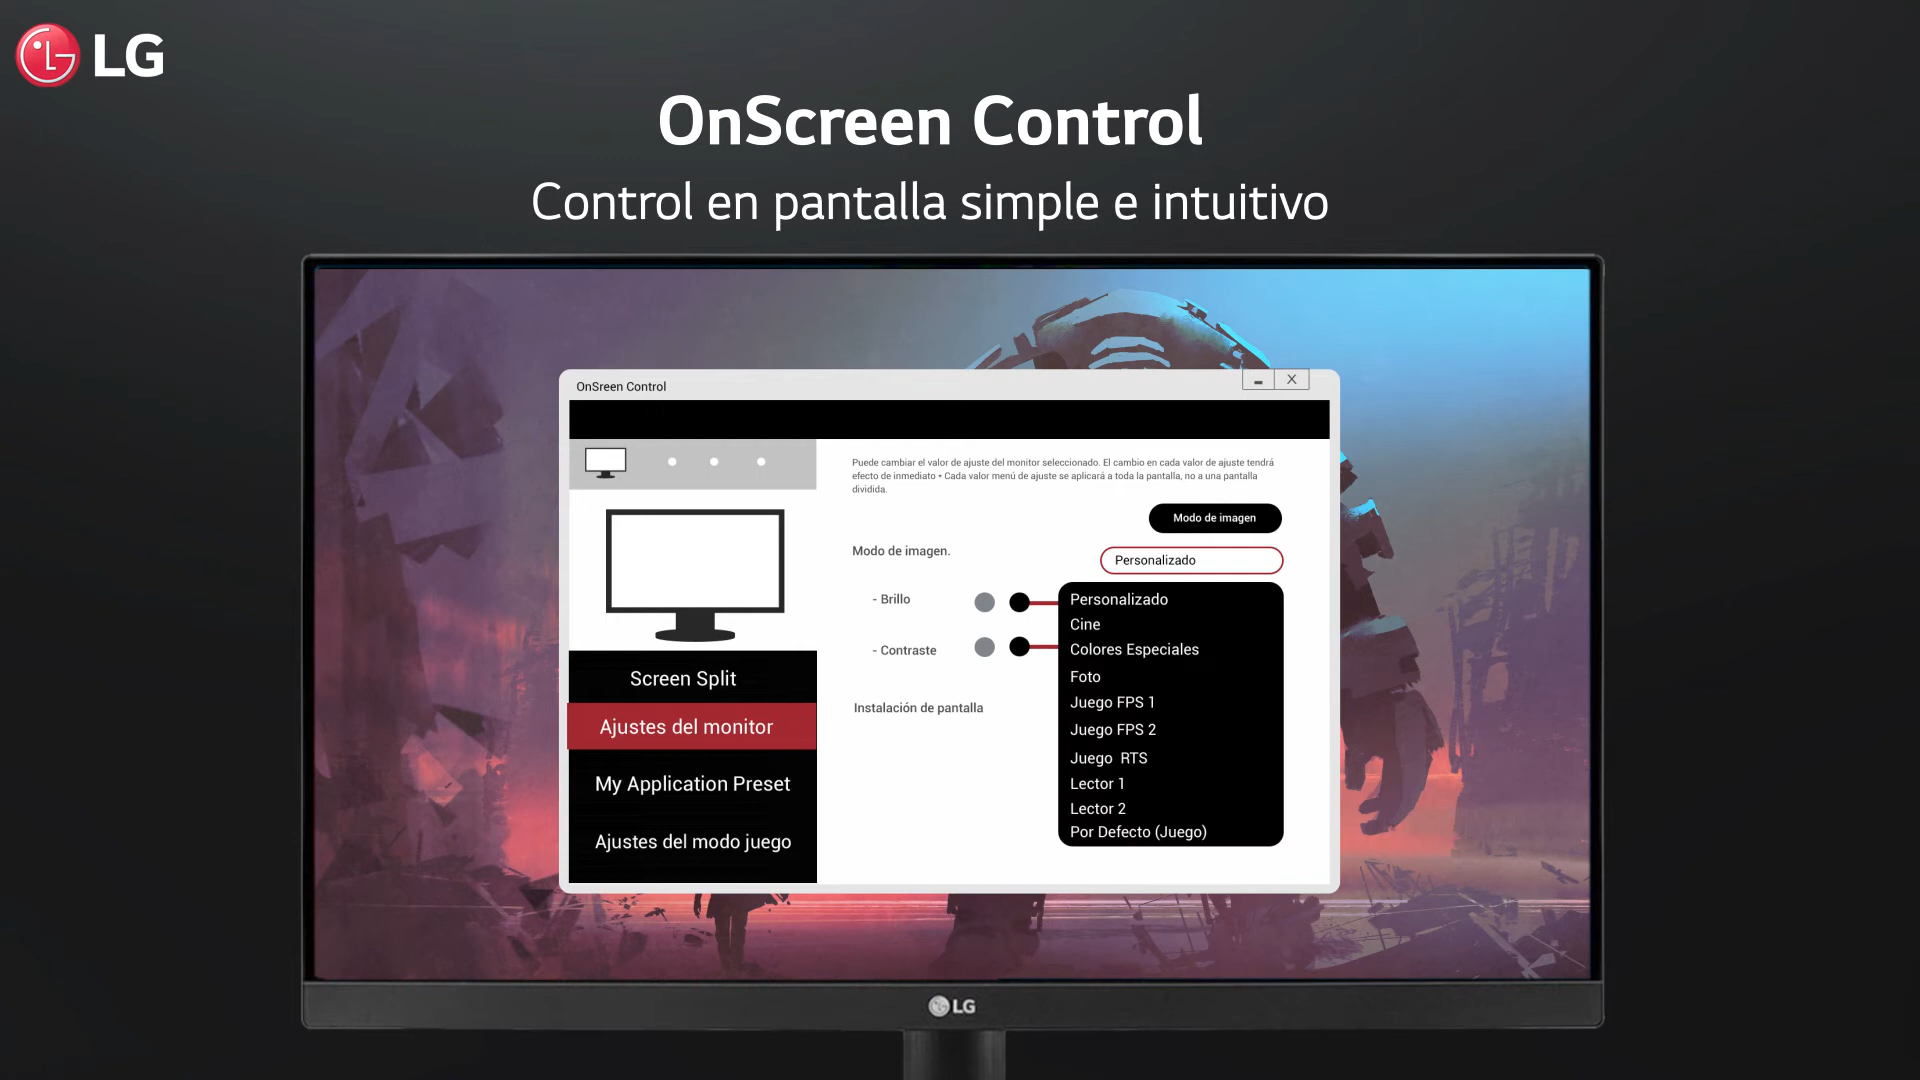 LG
OnScreen Control
Control en pantalla simple e intuitivo
OnSreen Control
Puede cambiar el valor de ajuste del monitor seleccionado. El cambio en cada valor de ajuste tendrá
efecto de inmediato • Cada valor menú de ajuste se aplicará a toda la pantalla, no a una pantalla
dividida.
Modo de imagen
Modo de imagen.
Personalizado
- Brillo
- Contraste
Instalación de pantalla
Personalizado
Cine
Colores Especiales
Foto
Juego FPS 1
Juego FPS 2
Juego RTS
Lector 1
Lector 2
Por Defecto (Juego)
Screen Split
Ajustes del monitor
My Application Preset
Ajustes del modo juego
LG